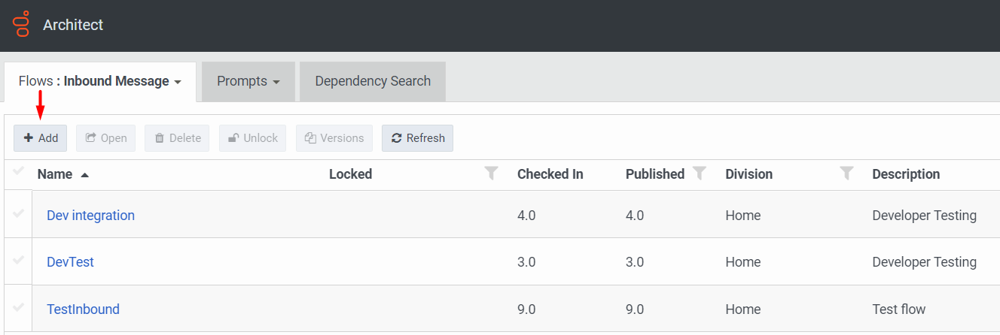 Architect
Flows : Inbound Message Prompts Dependency Search
Add Open Delete Unlock Versions Refresh
Name Locked Checked In Published Division Description
Dev integration 4.0 4.0 Home Developer Testing
DevTest 3.0 3.0 Home Developer Testing
TestInbound 9.0 9.0 Home Test flow